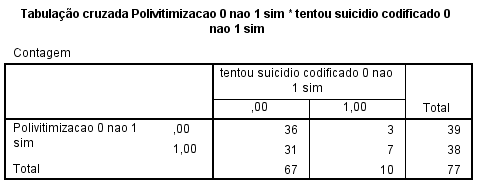 Tabulação cruzada Polivitimizacao 0 nao 1 sim * tentou suicidio codificado 0
nao 1 sim
Contagem
tentou suicidio codificado 0 nao
1 sim
,00 1,00 Total
Polivitimizacao 0 nao 1 ,00 36 3 39
sim 1,00 31 7 38
Total 67 10 77